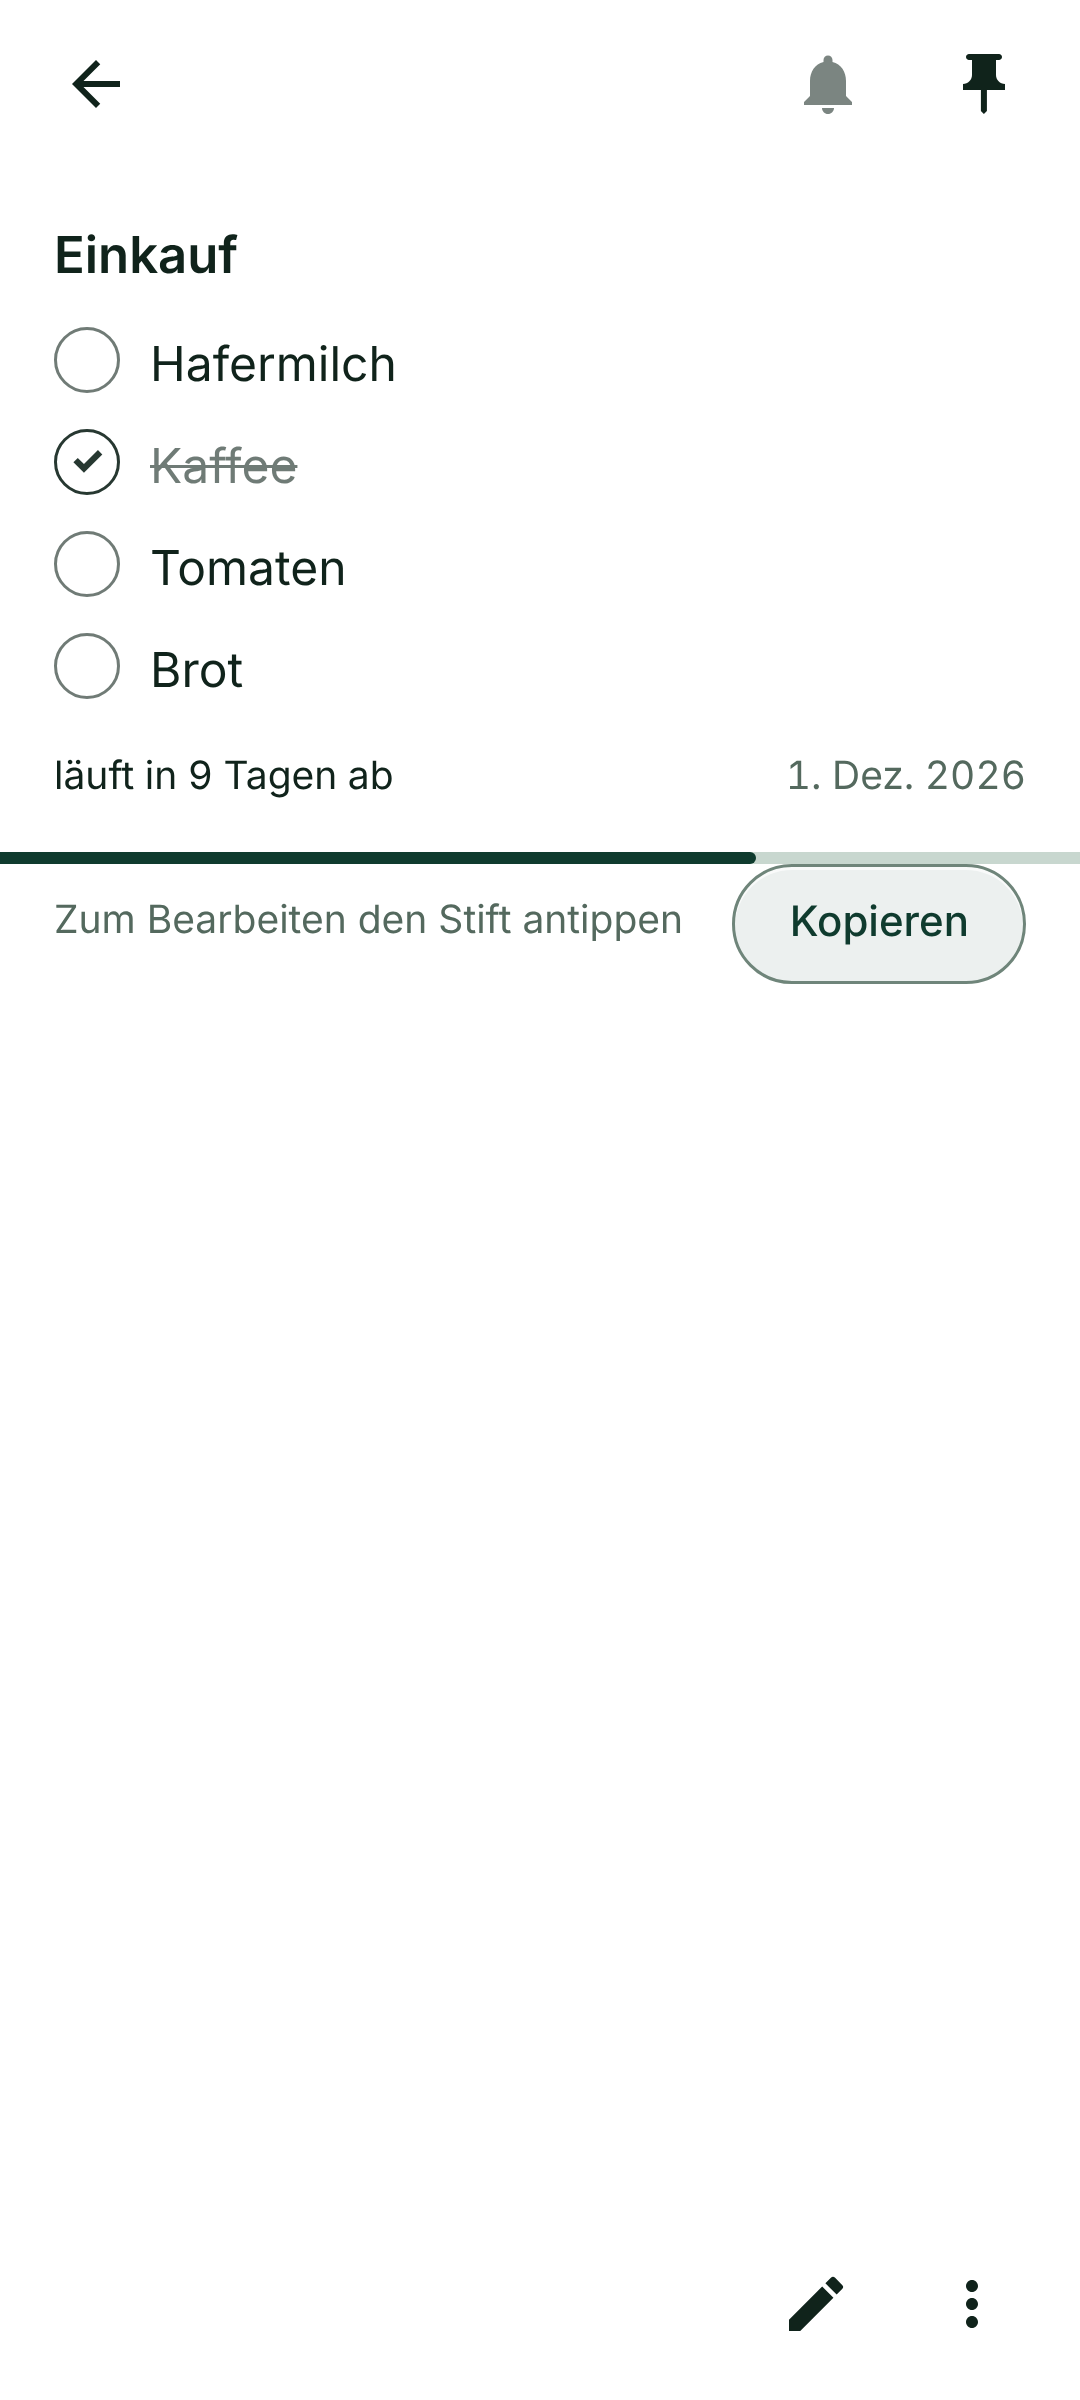 Einkauf
Hafermilch
Kaffee
Tomaten
Brot
läuft in 9 Tagen ab 1. Dez. 2026
Zum Bearbeiten den Stift antippen Kopieren